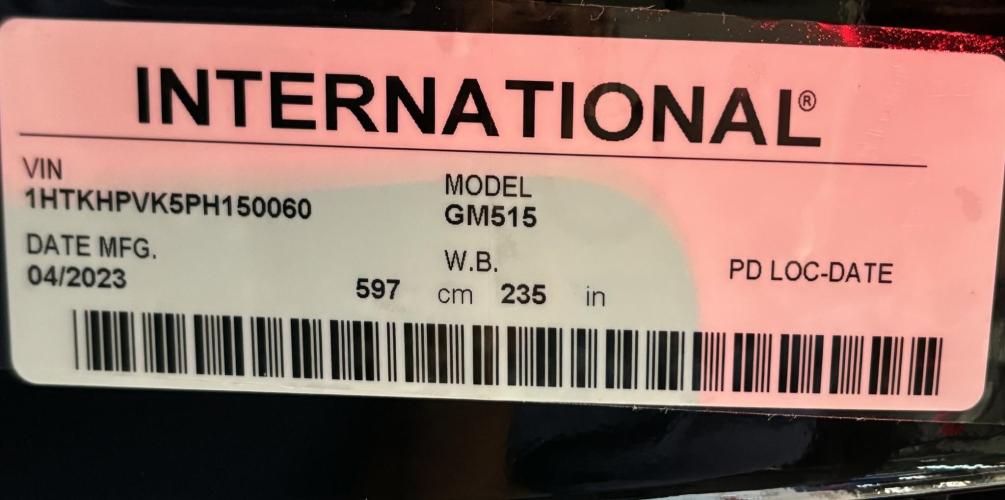 INTERNATIONAL®
VIN
1HTKHPVK5PH150060
MODEL
GM515
DATE MFG.
04/2023
W.B.
597 cm 235 in
PD LOC-DATE